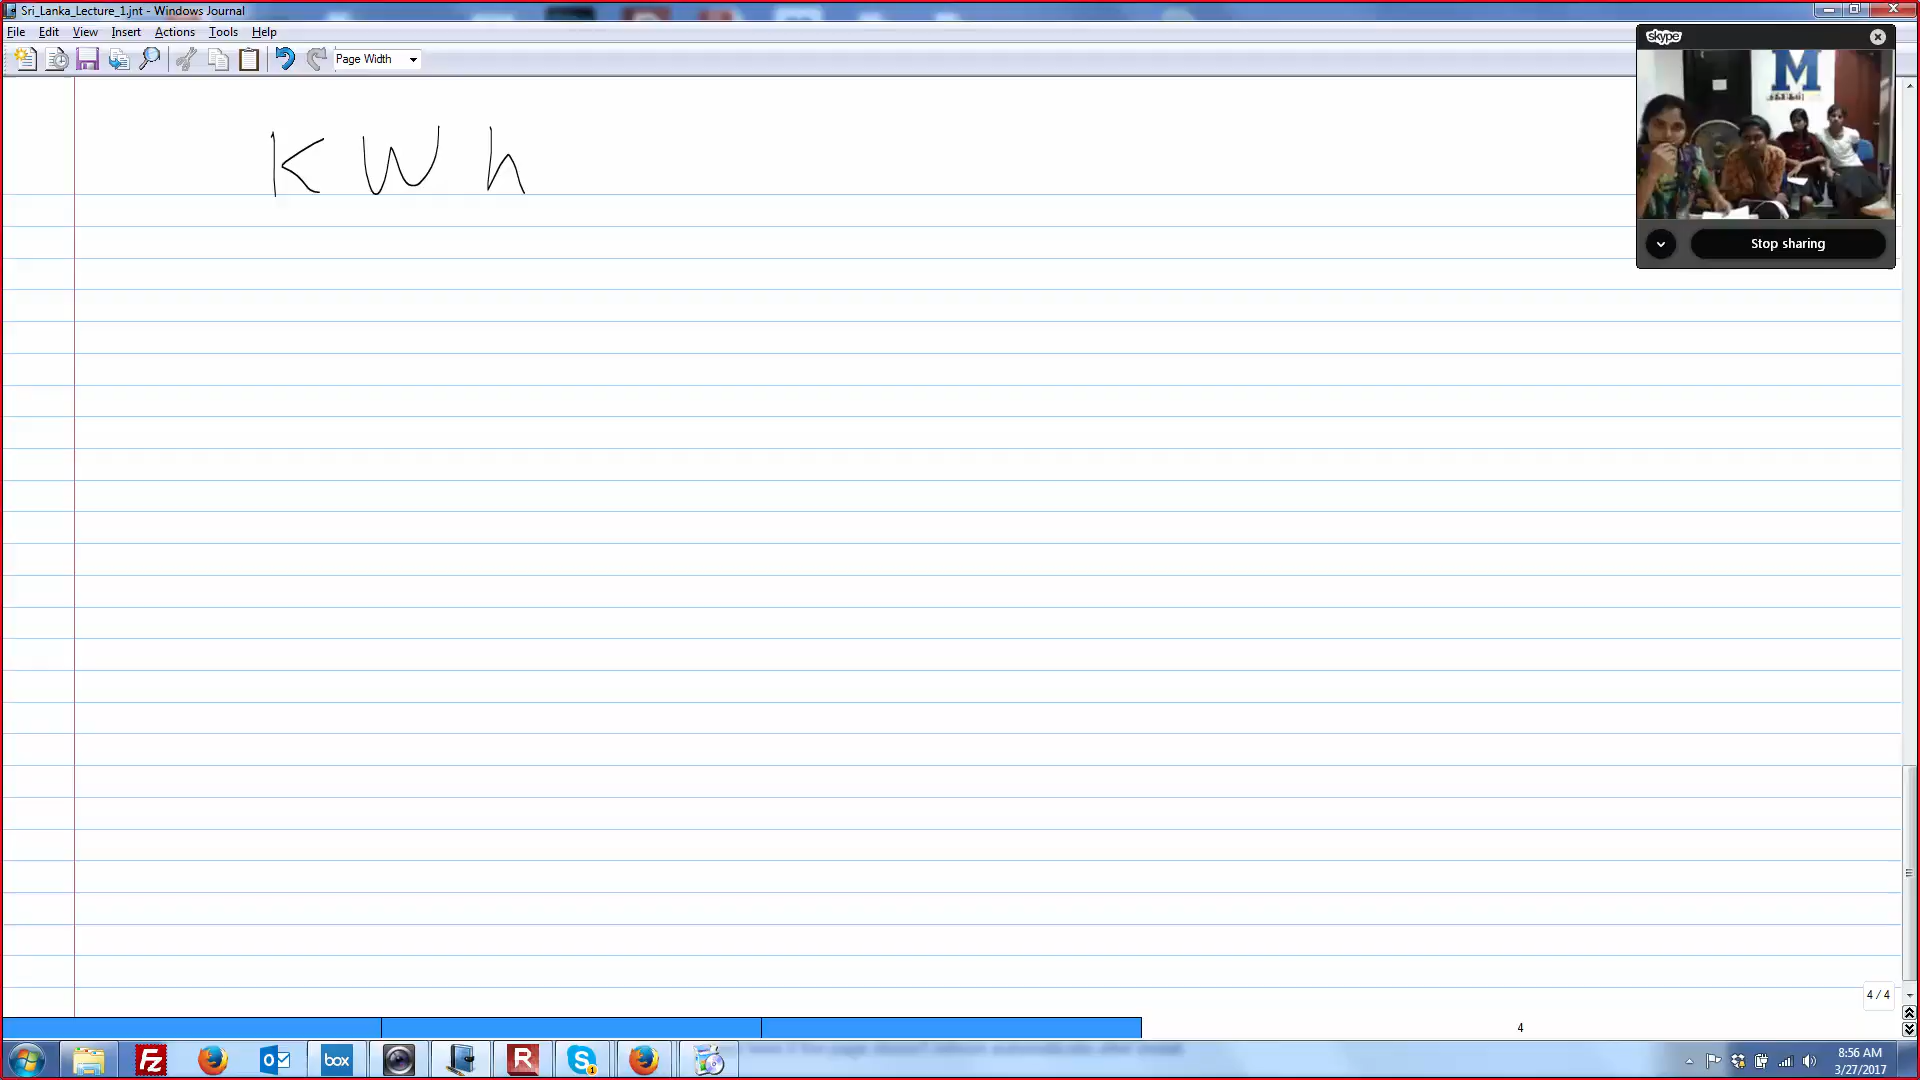 Sri_Lanka_Lecture_1.jnt - Windows Journal
File Edit View Insert Actions Tools Help
Page Width
skype
M
Stop sharing
K W h
4 / 4
4
box
8:56 AM
3/27/2017